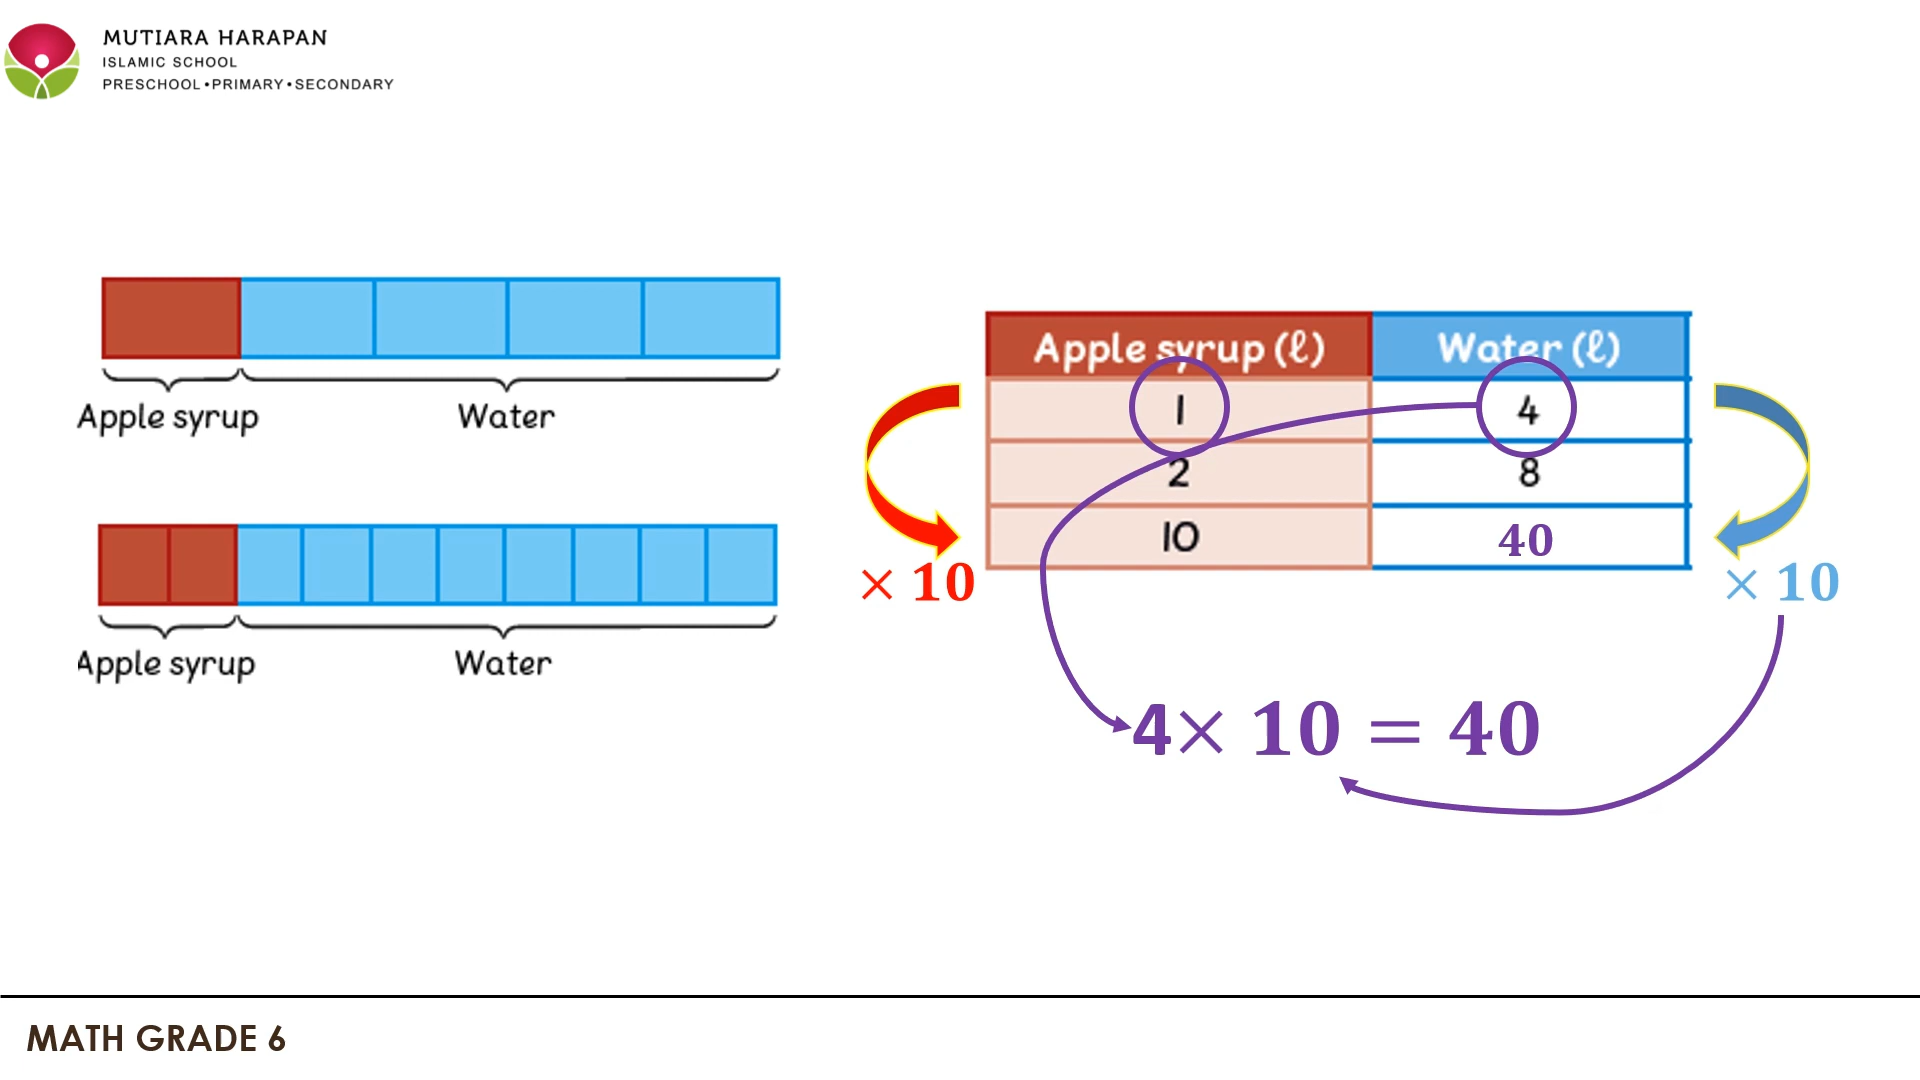 MUTIARA HARAPAN
ISLAMIC SCHOOL
PRESCHOOL•PRIMARY•SECONDARY
Apple syrup
Water
Apple syrup
Water
Apple syrup (ℓ) Water (ℓ)
1 4
2 8
10 40
× 10
× 10
4× 10 = 40
MATH GRADE 6